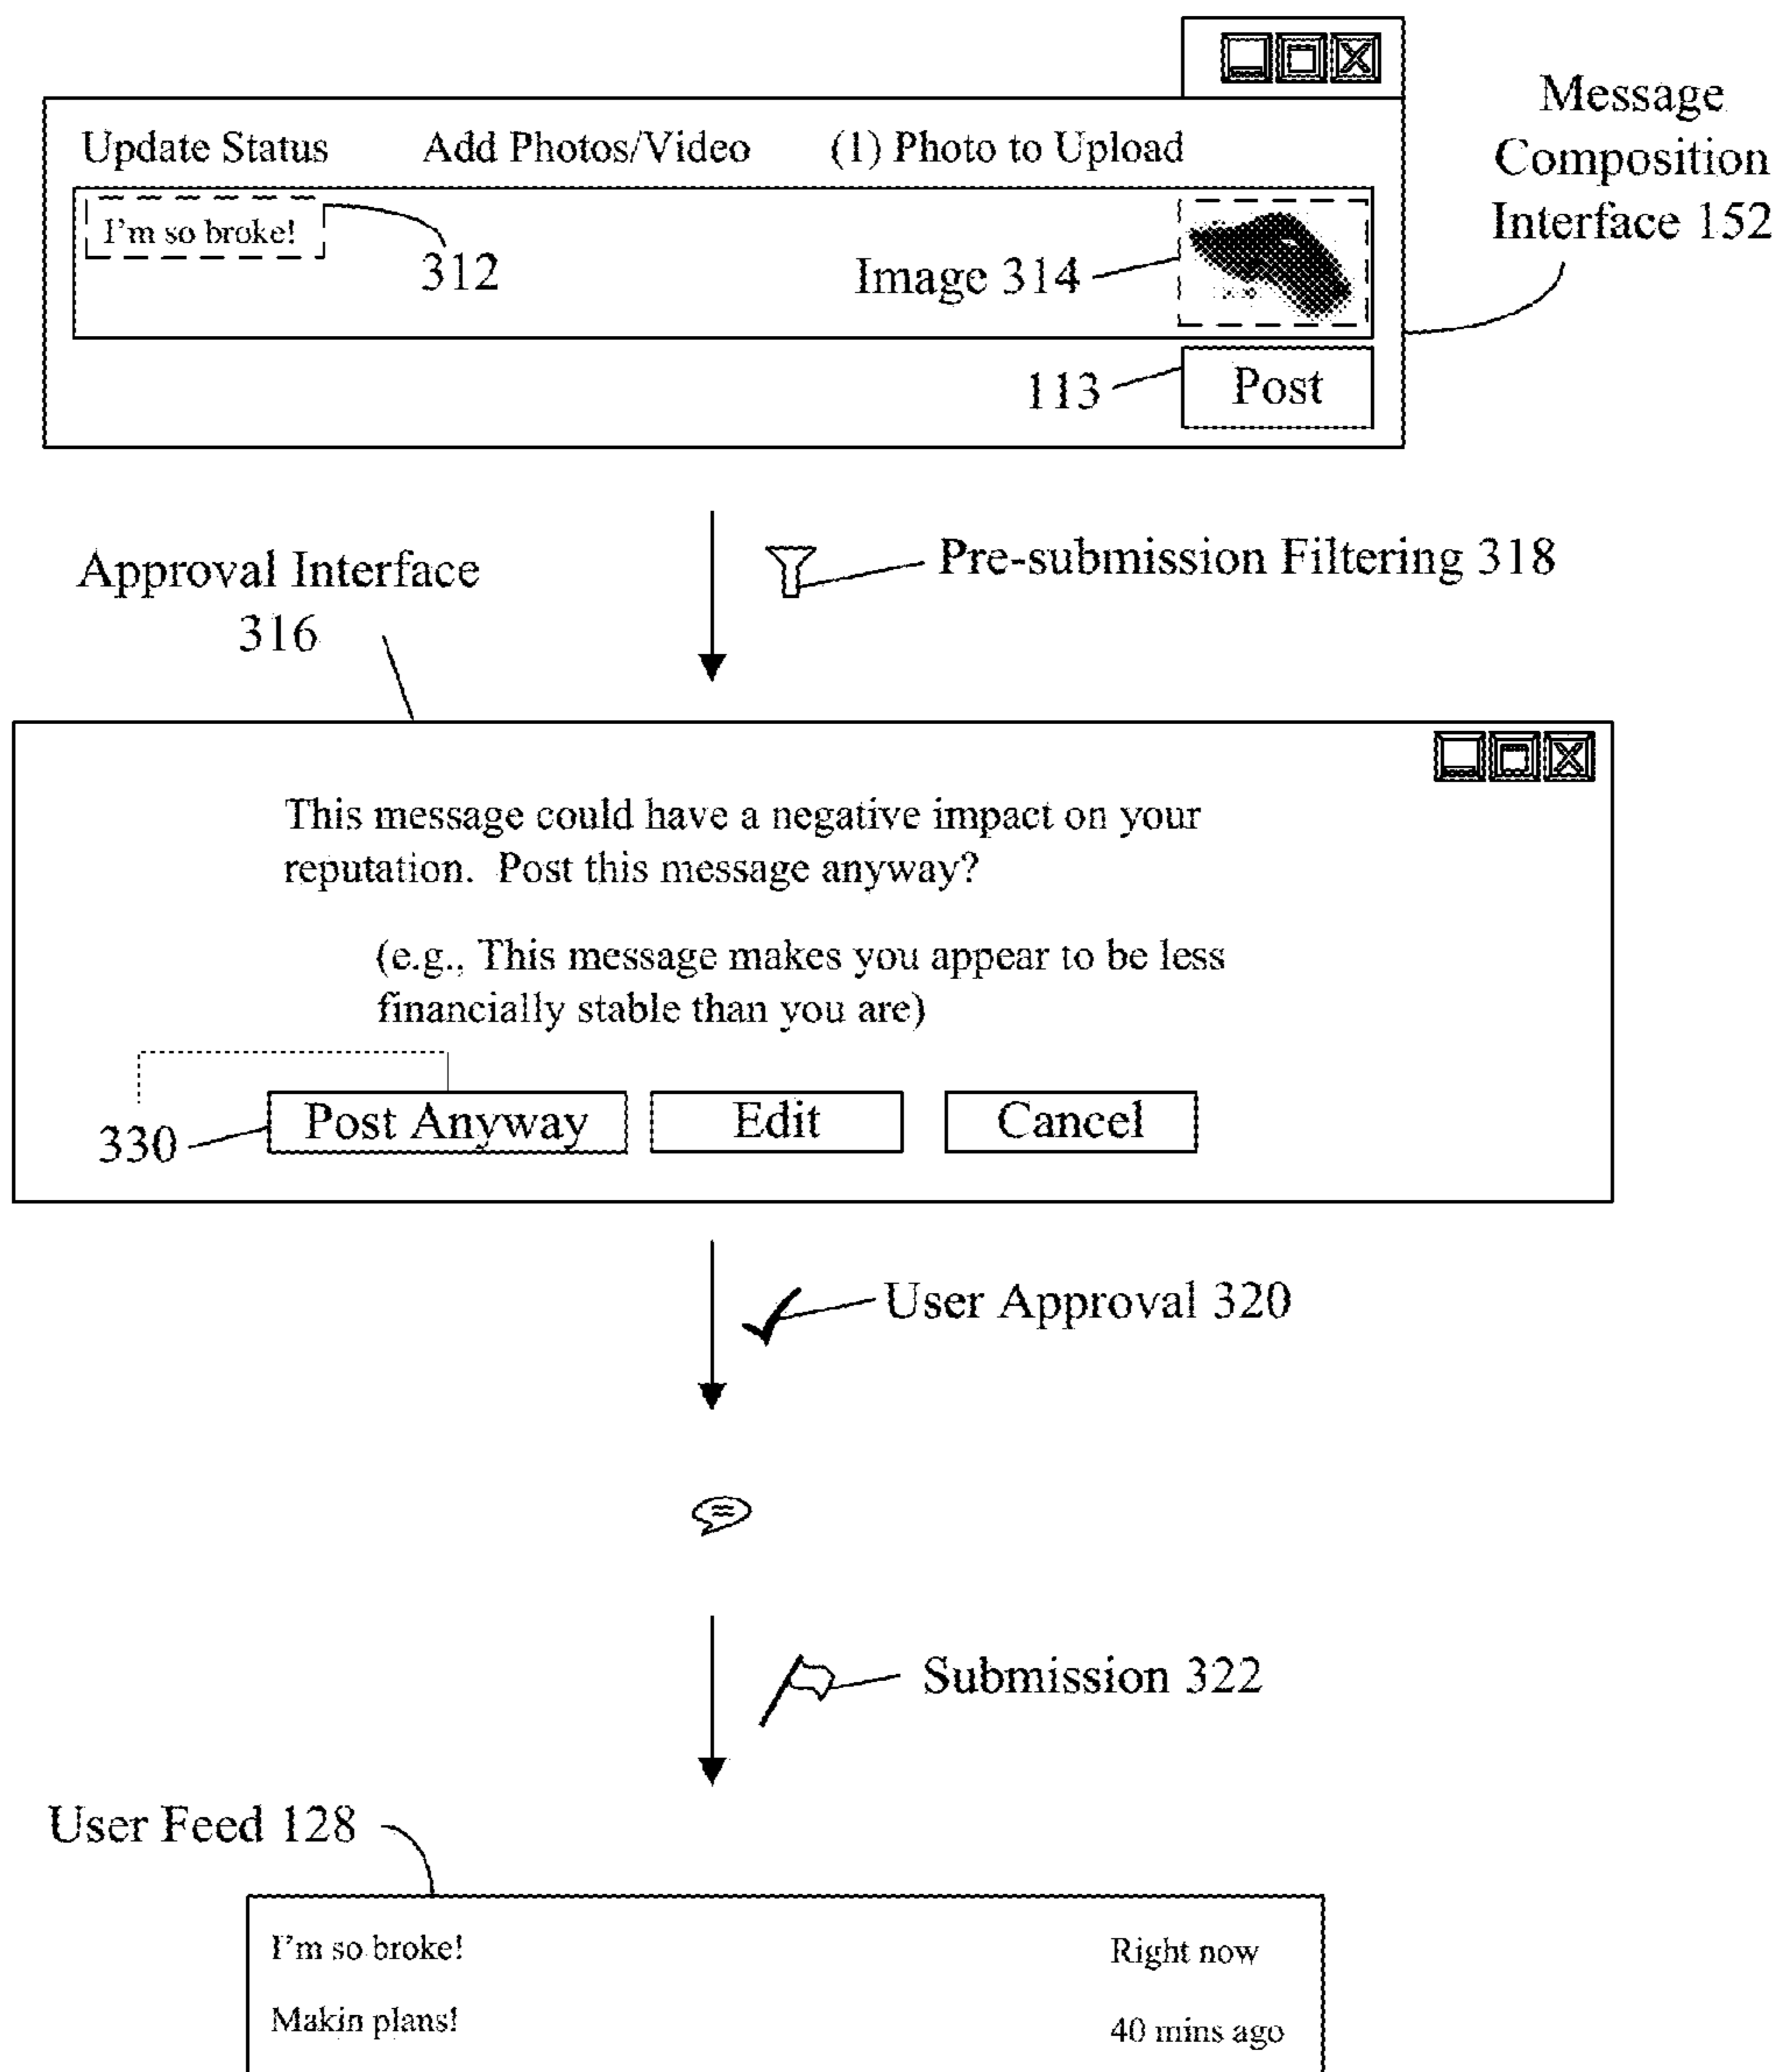 Update Status Add Photos/Video (1) Photo to Upload
I'm so broke!
312
Image 314
113
Post
Message
Composition
Interface 152
Pre-submission Filtering 318
Approval Interface
316
This message could have a negative impact on your
reputation. Post this message anyway?
(e.g., This message makes you appear to be less
financially stable than you are)
330
Post Anyway Edit Cancel
User Approval 320
Submission 322
User Feed 128
I'm so broke! Right now
Makin plans! 40 mins ago